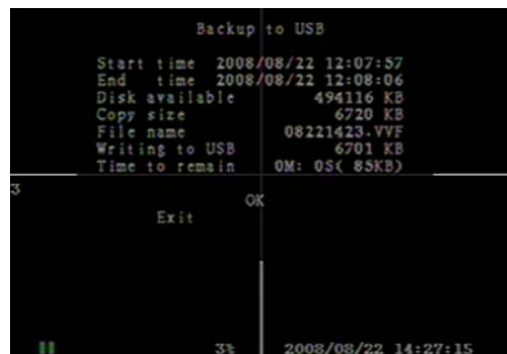 Backup to USB
Start time 2008/08/22 12:07:57
End time 2008/08/22 12:08:06
Disk available 494116 KB
Copy size 6720 KB
File name 08221423.VVF
Writing to USB 6701 KB
Time to remain 0M: 0S( 85KB)
3
OK
Exit
3% 2008/08/22 14:27:15